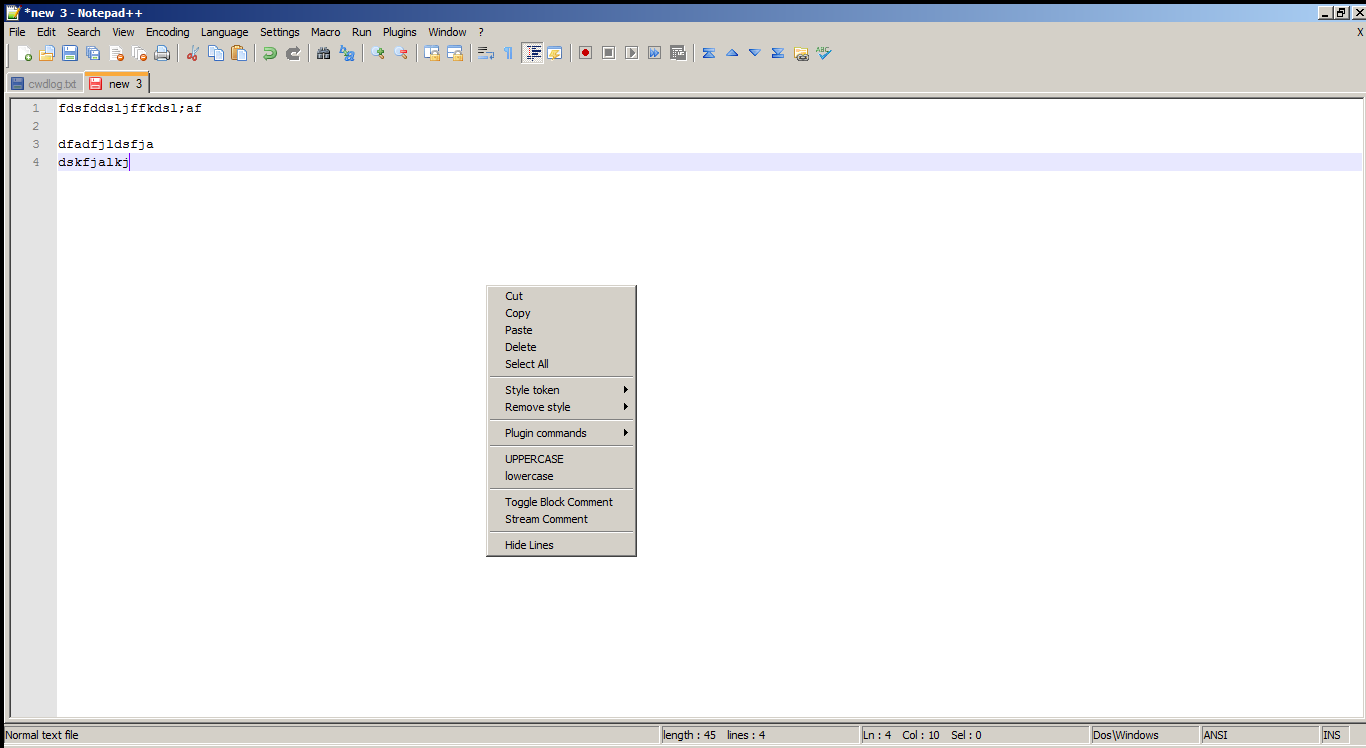 *new  3 - Notepad++
File Edit Search View Encoding Language Settings Macro Run Plugins Window ? X
cwdlog.txt new  3
1 fdsfddsljffkdsl;af
2
3 dfadfjldsfja
4 dskfjalkj
Cut
Copy
Paste
Delete
Select All
Style token
Remove style
Plugin commands
UPPERCASE
lowercase
Toggle Block Comment
Stream Comment
Hide Lines
Normal text file length : 45 lines : 4 Ln : 4 Col : 10 Sel : 0 Dos\Windows ANSI INS